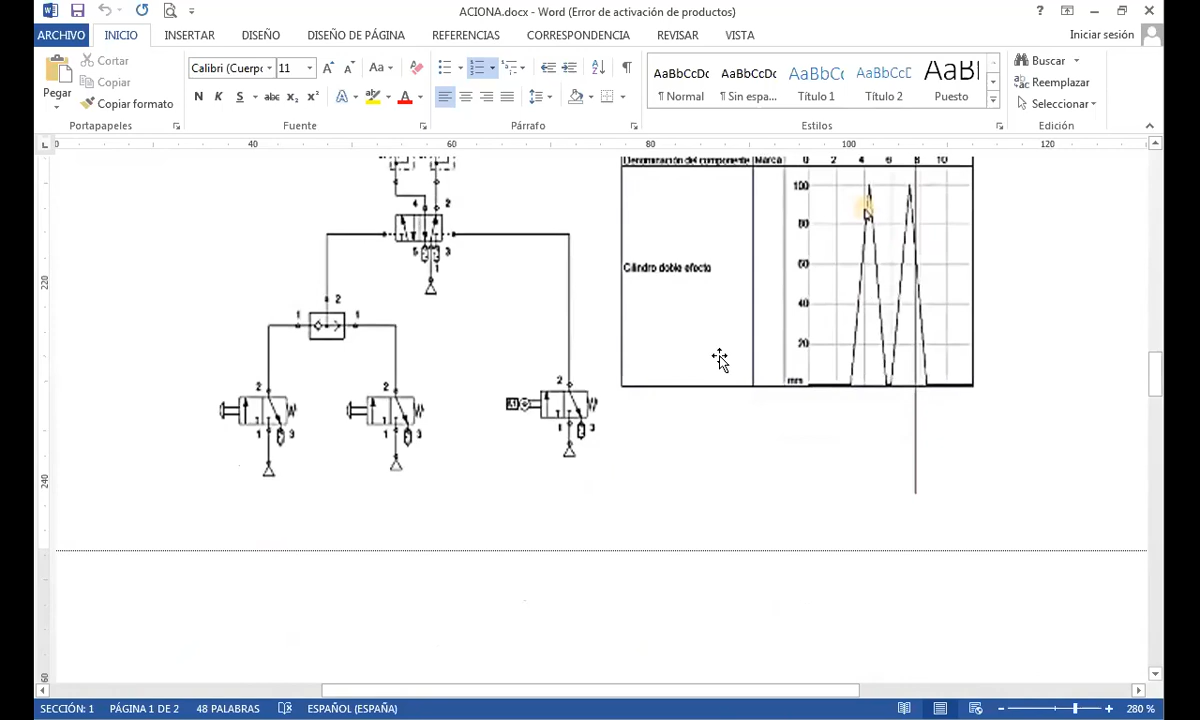 ACIONA.docx - Word (Error de activación de productos)
ARCHIVO INICIO INSERTAR DISEÑO DISEÑO DE PÁGINA REFERENCIAS CORRESPONDENCIA REVISAR VISTA Iniciar sesión
Pegar
Cortar
Copiar
Copiar formato
Portapapeles
Calibri (Cuerpo 11
Fuente
Párrafo
AaBbCcDc AaBbCcDc AaBbCcD AaBbCcD AaBl
¶ Normal ¶ Sin espa... Título 1 Título 2 Puesto
Estilos
Buscar
Reemplazar
Seleccionar
Edición
0 40 60 80 100 120
220
240
60
4 2
5 3
1
2
1 1
2
1 3
2
1 3
2
1 3
Denominación del componente Marca 0 2 4 6 8 10
Cilindro doble efecto
100
80
60
40
20
mm
SECCIÓN: 1 PÁGINA 1 DE 2 48 PALABRAS ESPAÑOL (ESPAÑA) 280 %